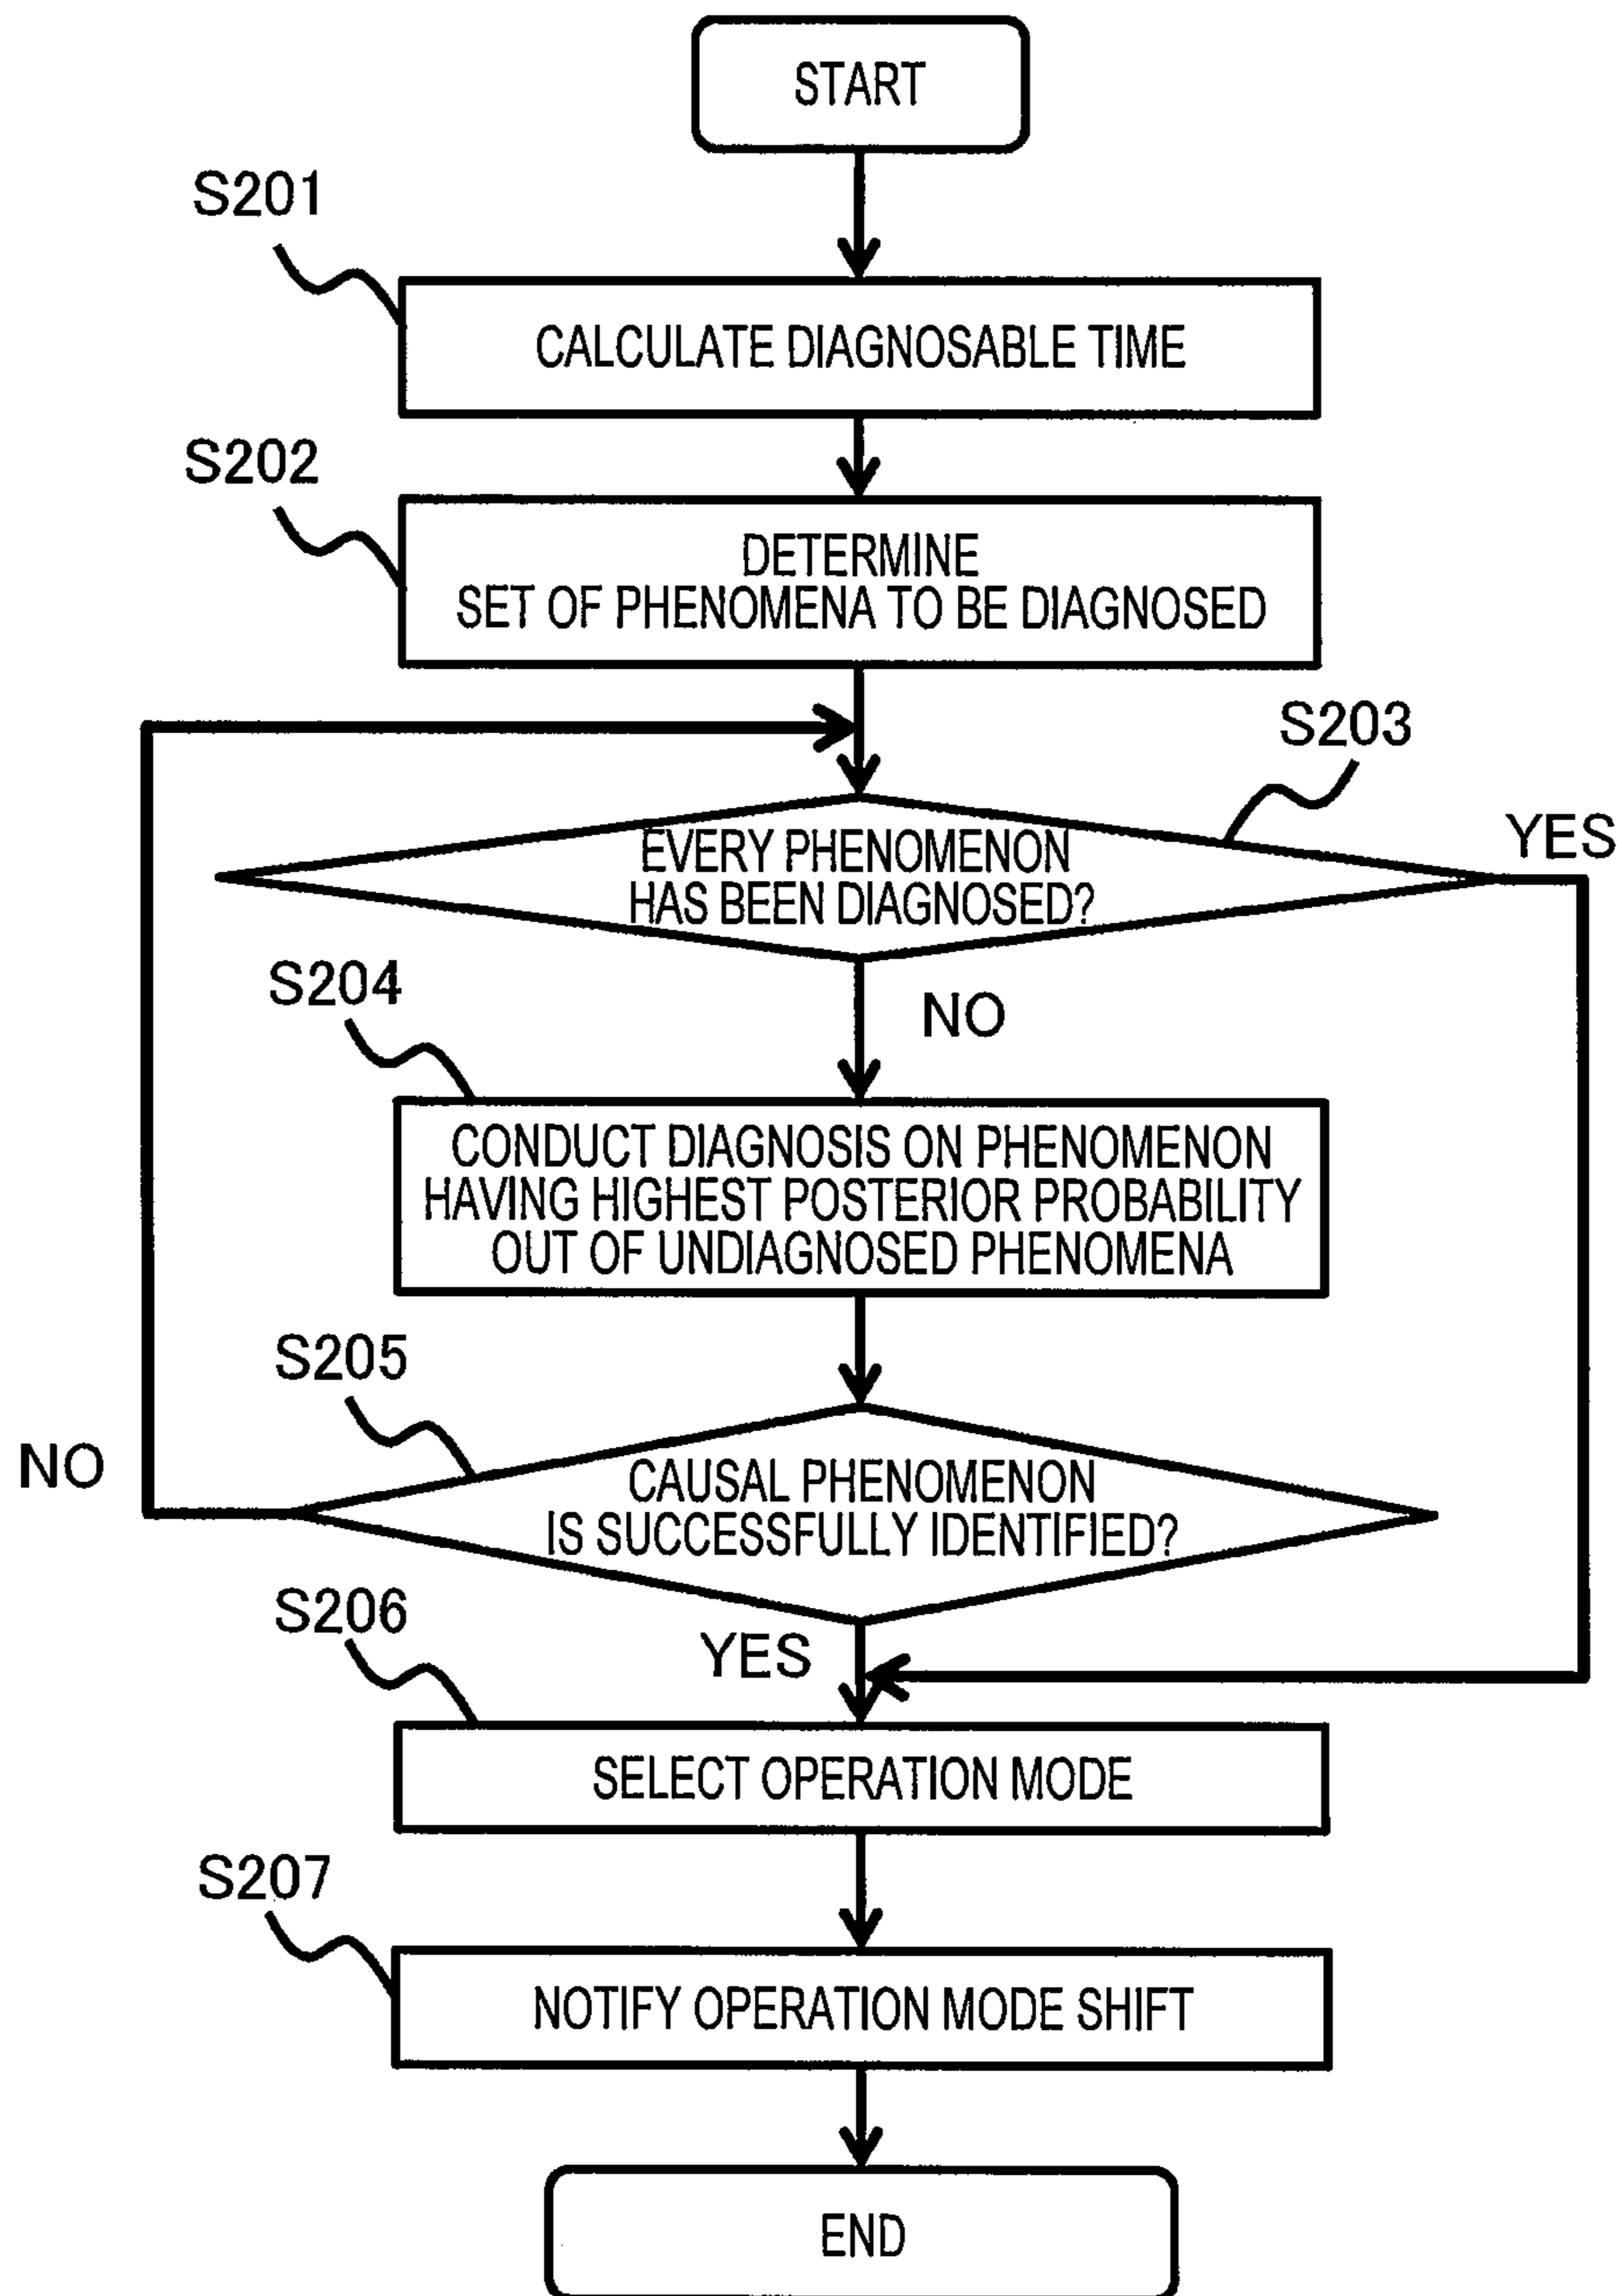 START
S201
CALCULATE DIAGNOSABLE TIME
S202
DETERMINE
SET OF PHENOMENA TO BE DIAGNOSED
S203
EVERY PHENOMENON
HAS BEEN DIAGNOSED?
YES
NO
S204
CONDUCT DIAGNOSIS ON PHENOMENON
HAVING HIGHEST POSTERIOR PROBABILITY
OUT OF UNDIAGNOSED PHENOMENA
S205
NO
CAUSAL PHENOMENON
IS SUCCESSFULLY IDENTIFIED?
YES
S206
SELECT OPERATION MODE
S207
NOTIFY OPERATION MODE SHIFT
END